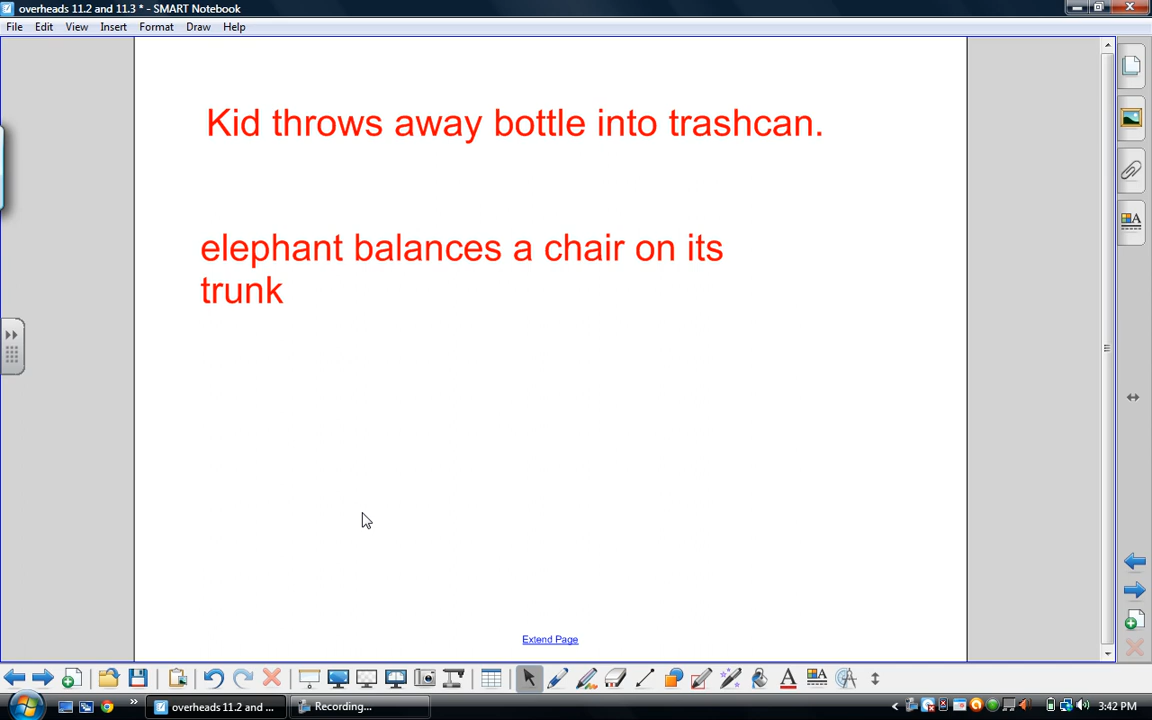 overheads 11.2 and 11.3 * - SMART Notebook
File Edit View Insert Format Draw Help
Kid throws away bottle into trashcan.
elephant balances a chair on its
trunk
Extend Page
overheads 11.2 and ... Recording... 3:42 PM